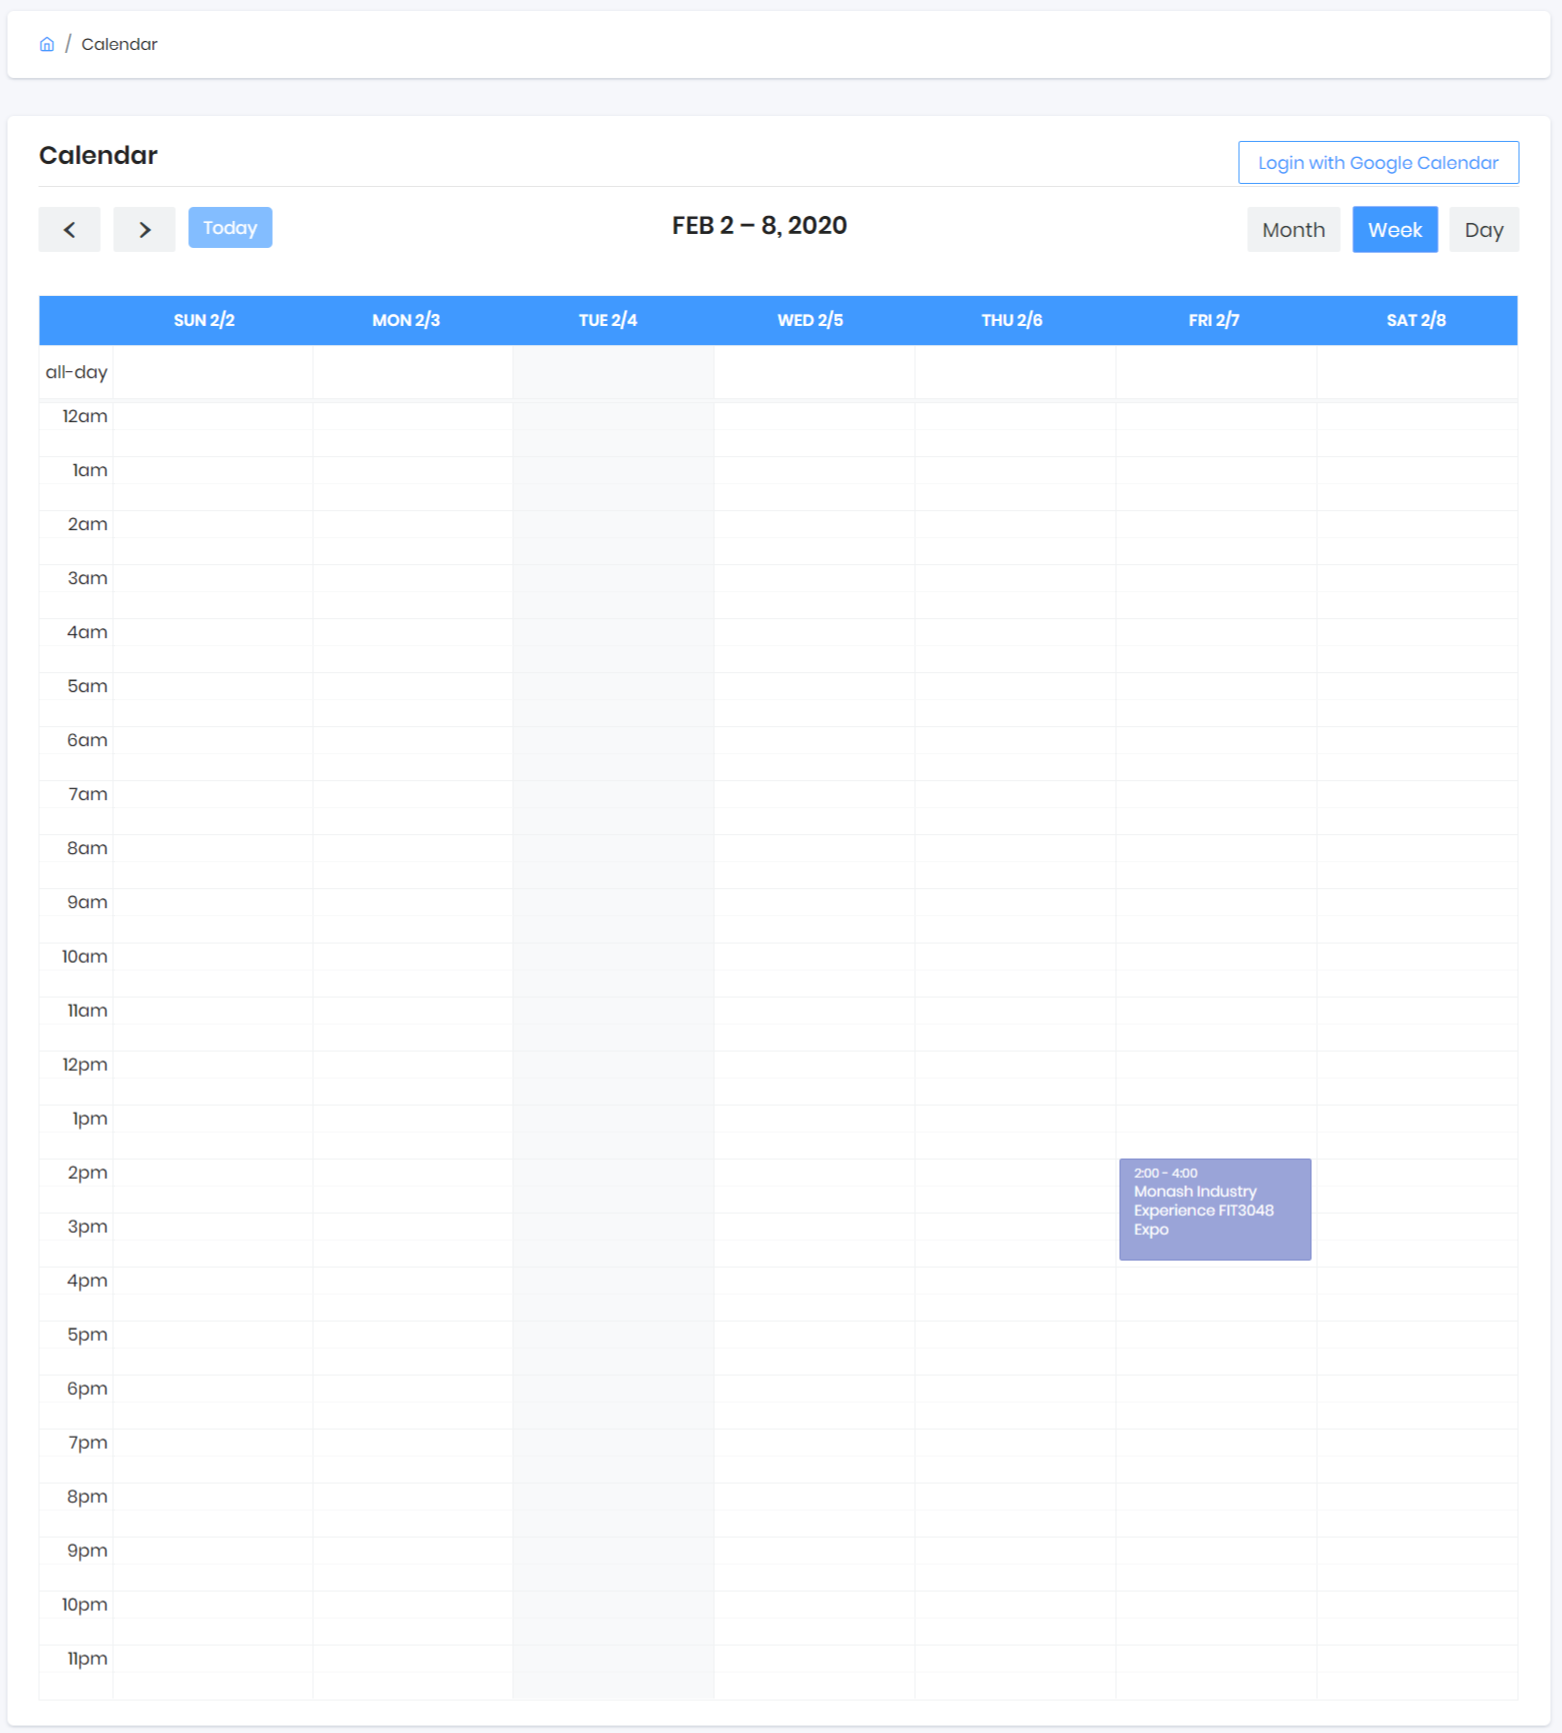 / Calendar
Calendar
Login with Google Calendar
< > Today
FEB 2 – 8, 2020
Month Week Day
SUN 2/2 MON 2/3 TUE 2/4 WED 2/5 THU 2/6 FRI 2/7 SAT 2/8
all-day
12am
1am
2am
3am
4am
5am
6am
7am
8am
9am
10am
11am
12pm
1pm
2pm
2:00 - 4:00
Monash Industry
Experience FIT3048
Expo
3pm
4pm
5pm
6pm
7pm
8pm
9pm
10pm
11pm